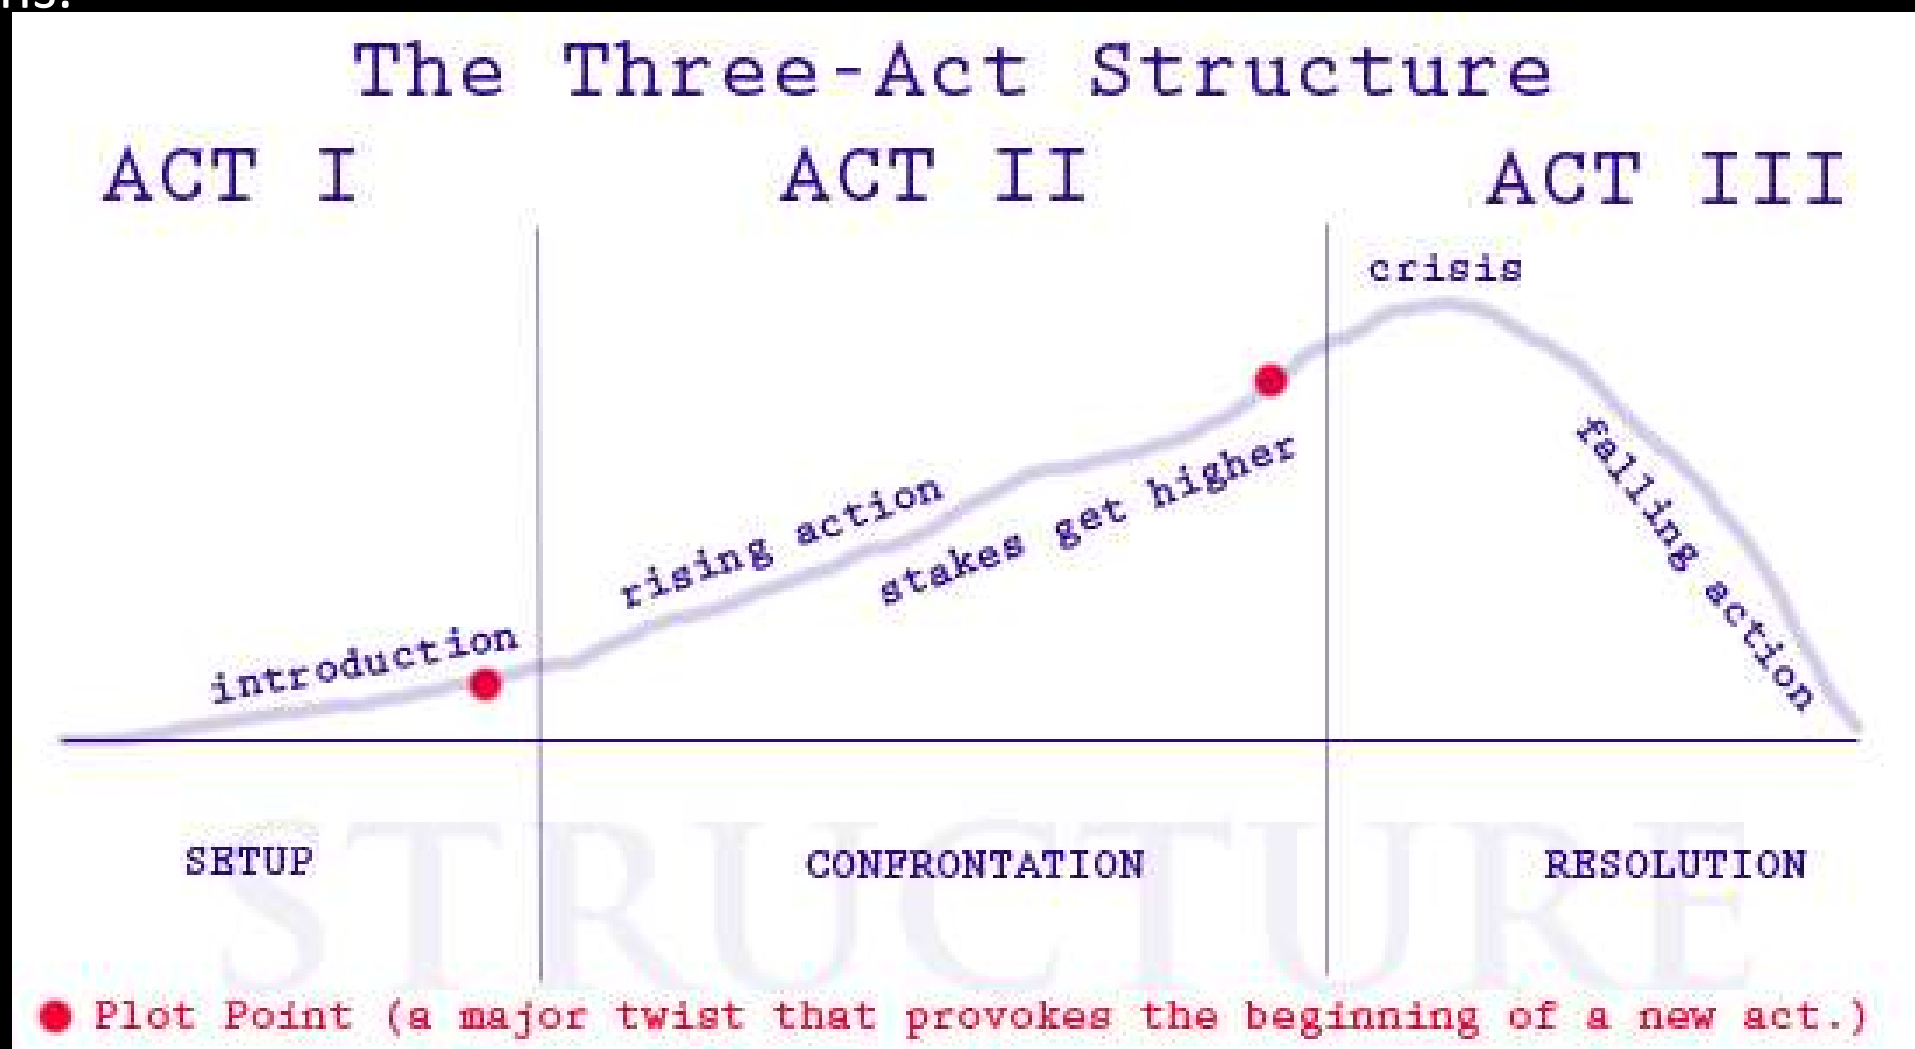 The Three-Act Structure
ACT I
ACT II
ACT III
crisis
introduction
rising action
stakes get higher
falling action
SETUP
CONFRONTATION
RESOLUTION
STRUCTURE
Plot Point (a major twist that provokes the beginning of a new act.)